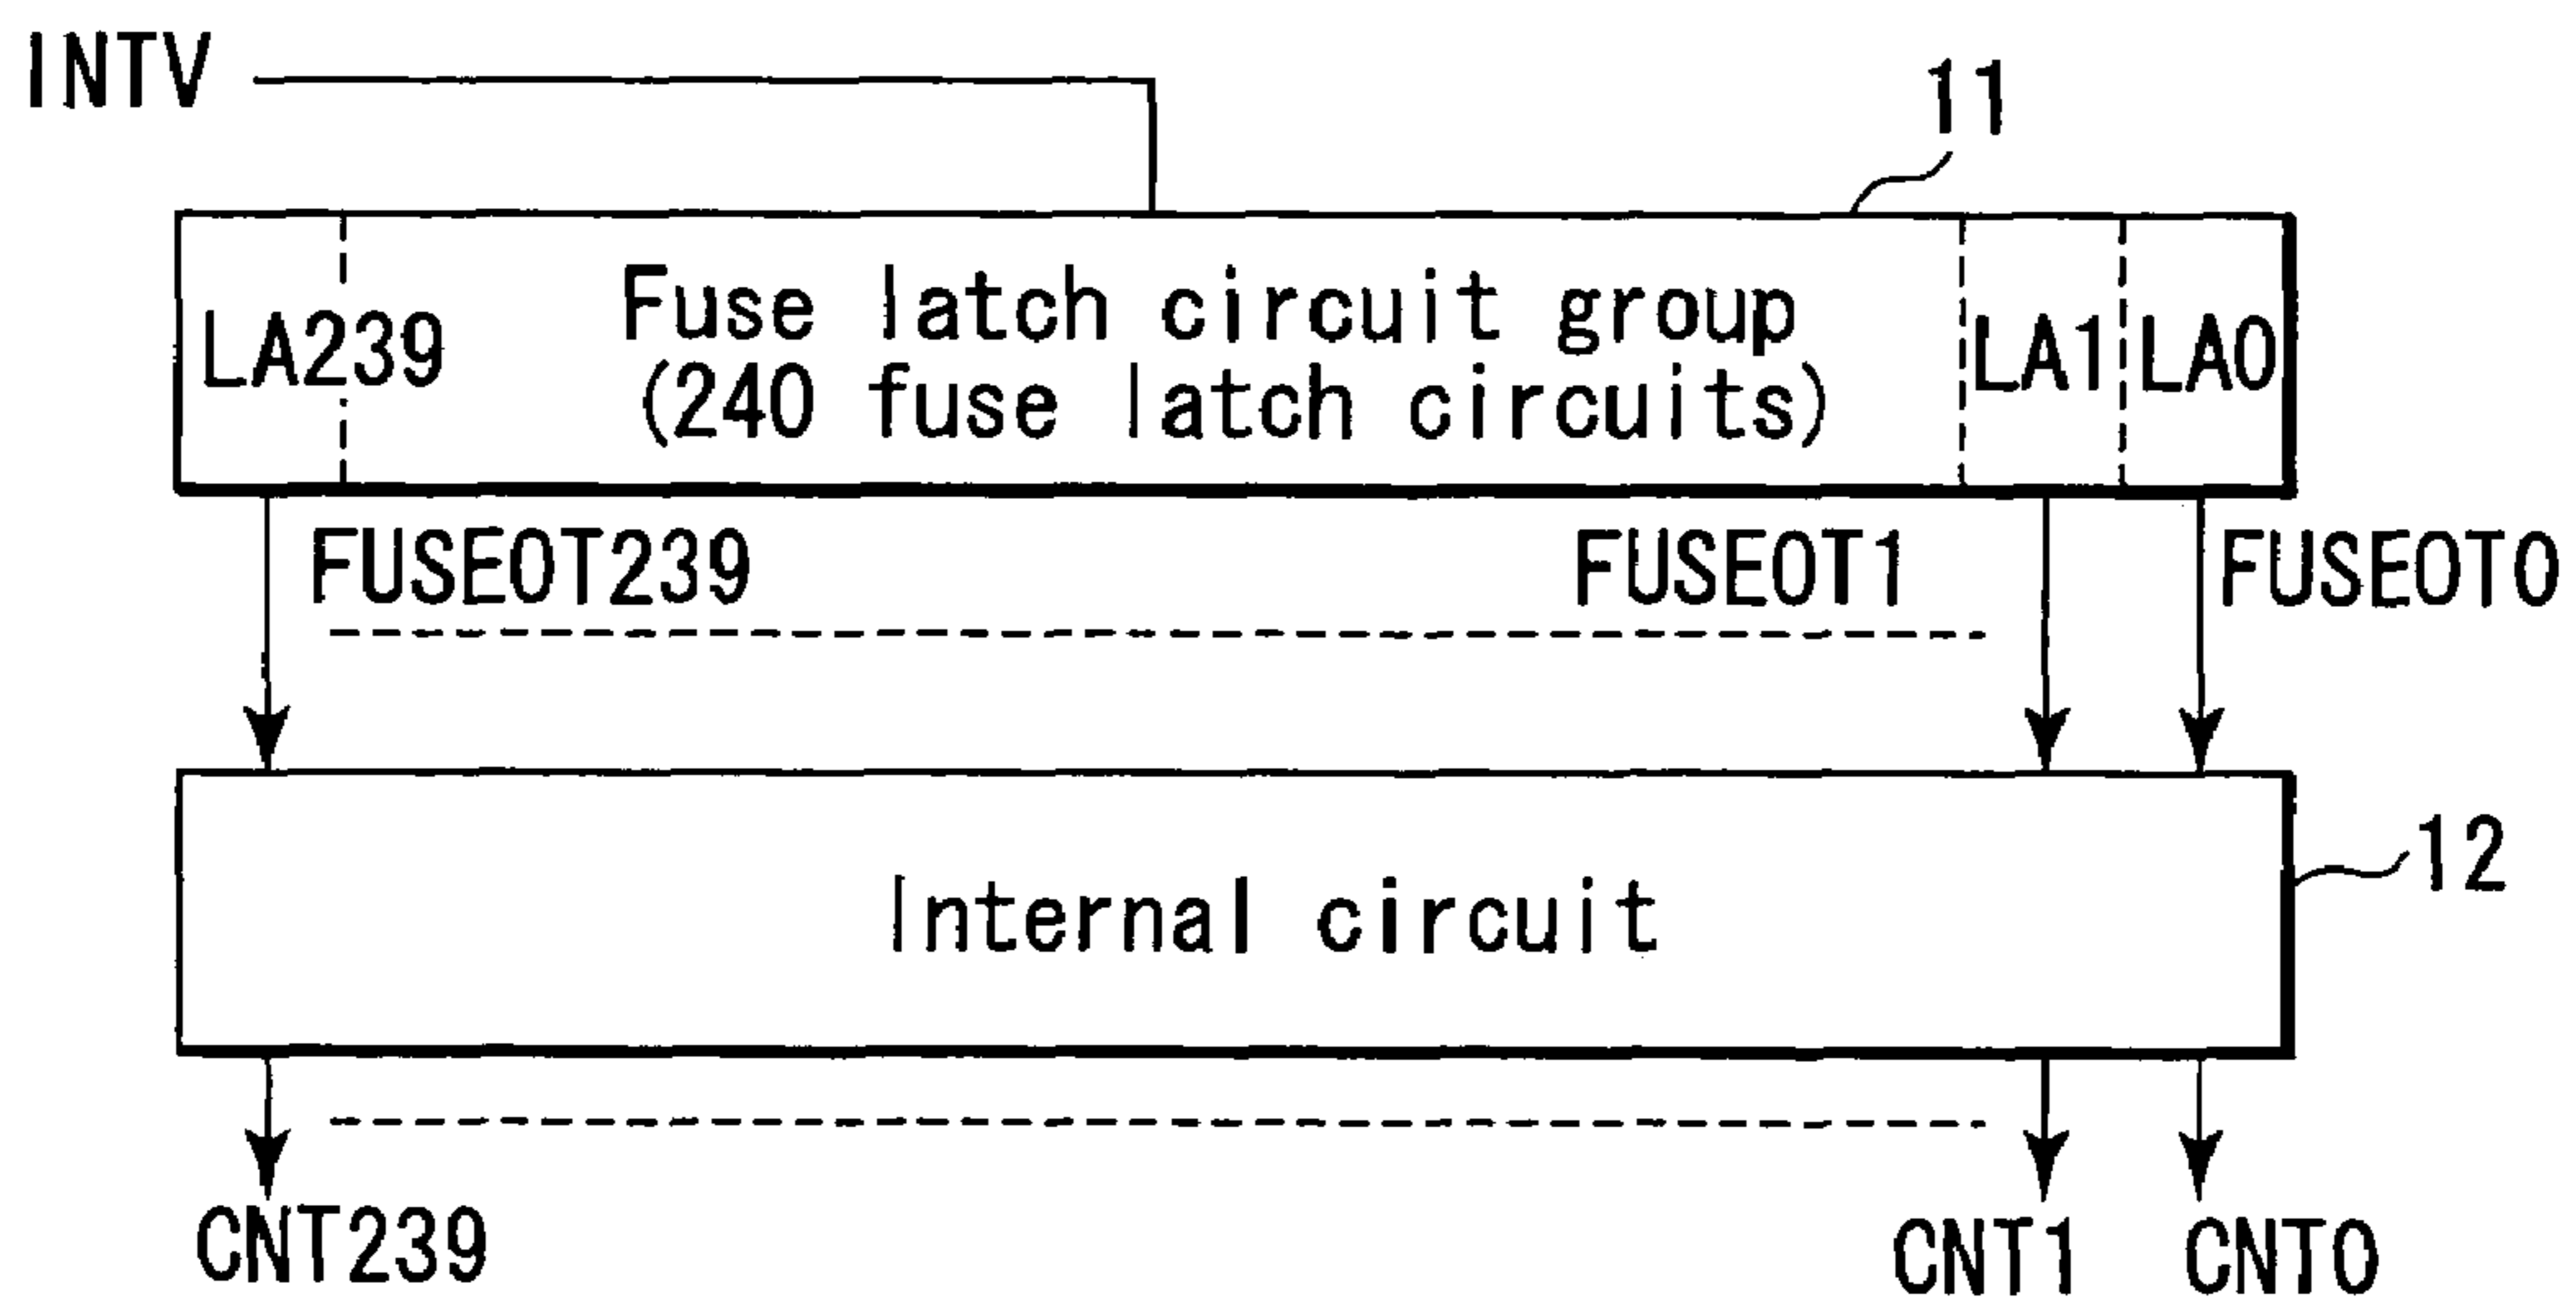 INTV
11
Fuse latch circuit group
(240 fuse latch circuits)
LA239
LA1
LA0
FUSEOT239
FUSEOT1
FUSEOT0
Internal circuit
12
CNT239
CNT1
CNT0